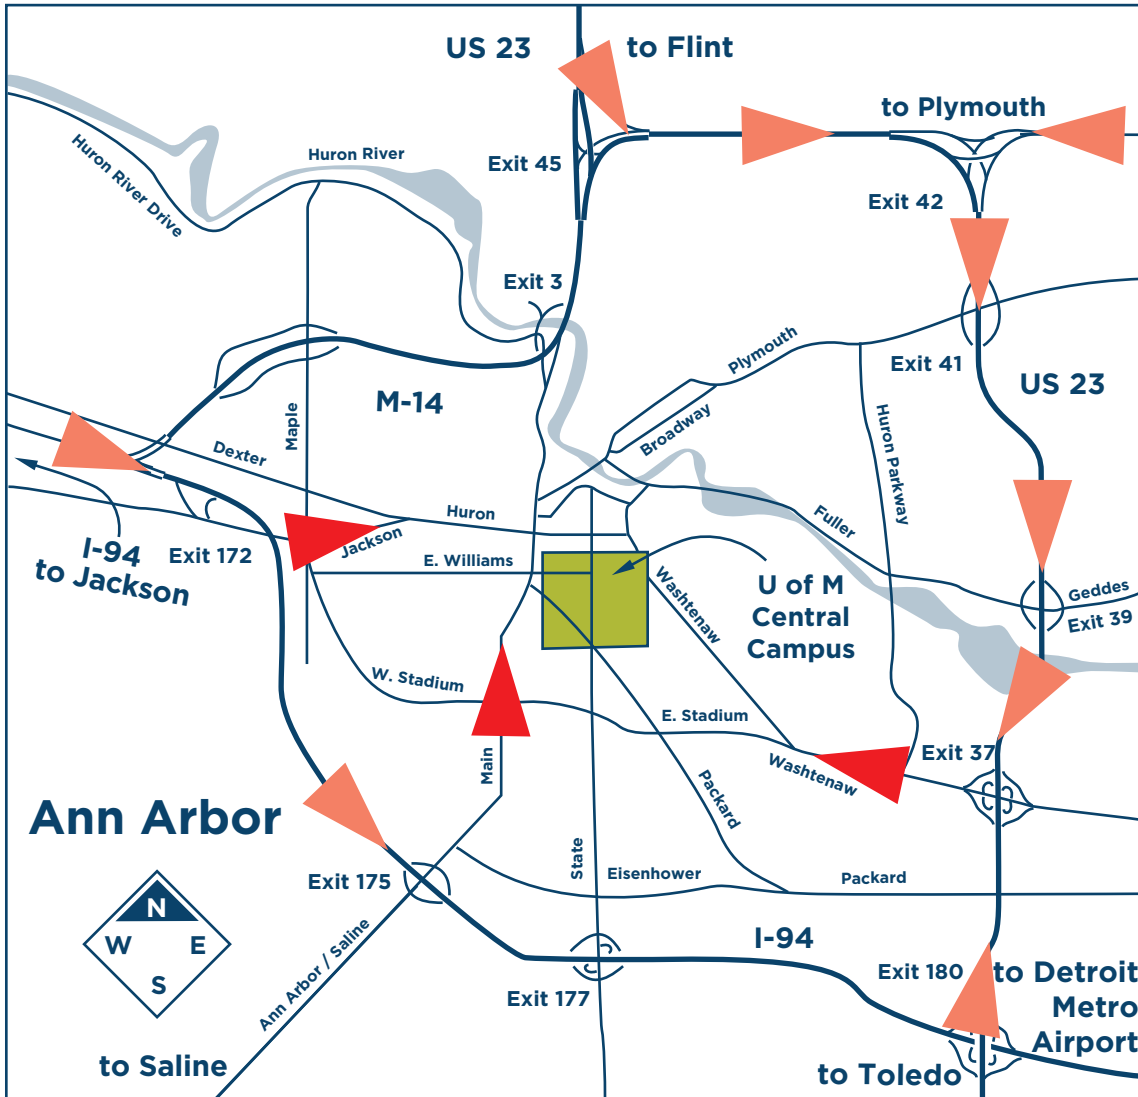 US 23
to Flint
to Plymouth
Huron River
Exit 45
Huron River Drive
Exit 42
Exit 3
Plymouth
Exit 41
US 23
M-14
Maple
Broadway
Huron Parkway
Dexter
Huron
Fuller
Jackson
I-94
to Jackson
Exit 172
E. Williams
Washtenaw
U of M
Central
Campus
Geddes
Exit 39
W. Stadium
E. Stadium
Exit 37
Main
Washtenaw
Packard
Ann Arbor
State
Exit 175
Eisenhower
Packard
N
W
E
S
Ann Arbor / Saline
I-94
Exit 180
Exit 177
to Detroit
Metro
Airport
to Saline
to Toledo